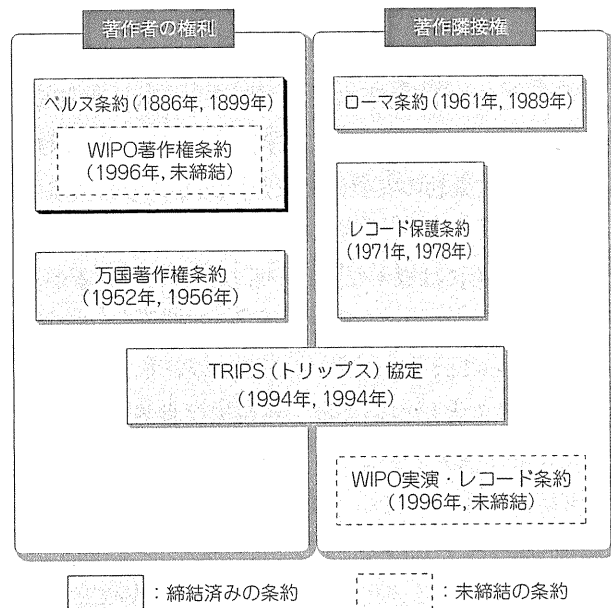 著作者の権利
ベルヌ条約(1886年,1899年)
WIPO著作権条約
(1996年,未締結)
万国著作権条約
(1952年,1956年)
著作隣接権
ローマ条約(1961年,1989年)
レコード保護条約
(1971年,1978年)
TRIPS(トリップス)協定
(1994年,1994年)
WIPO実演・レコード条約
(1996年,未締結)
:締結済みの条約
:未締結の条約